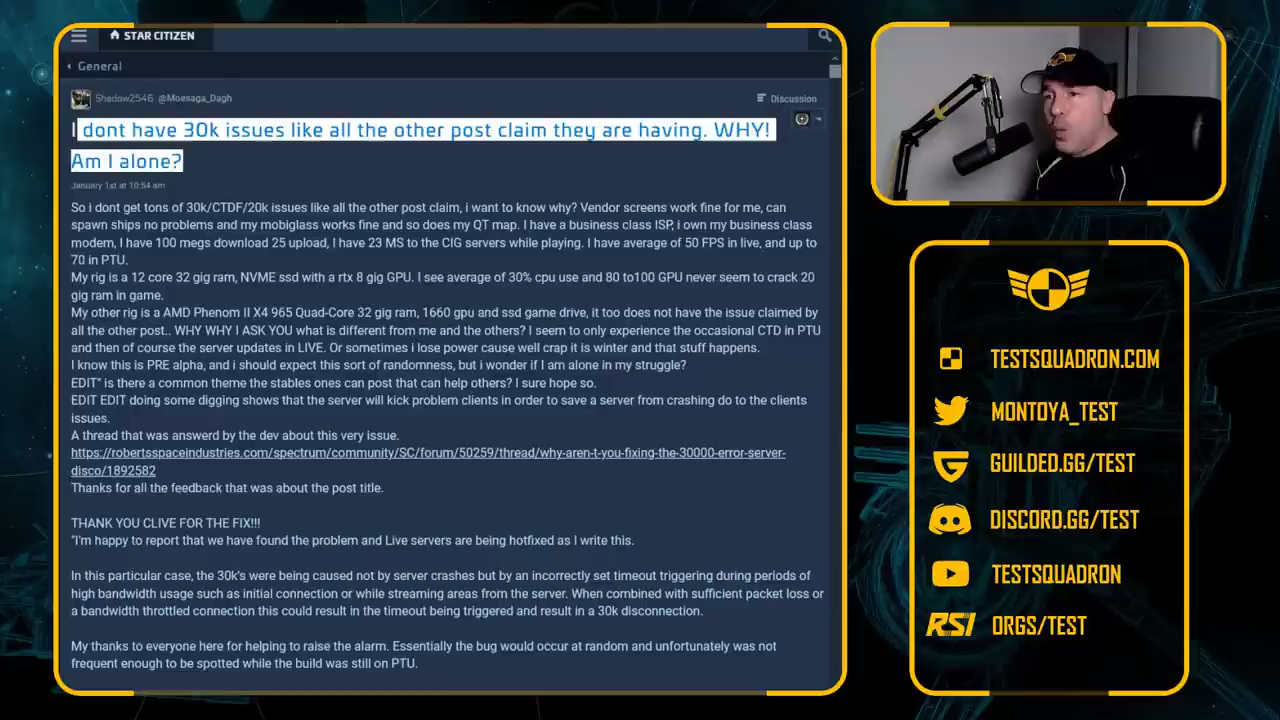 STAR CITIZEN
General
Shadow2546 @Moesaga_Dagh
Discussion
I dont have 30k issues like all the other post claim they are having. WHY!
Am I alone?
January 1st at 10:54 am
So i dont get tons of 30k/CTDF/20k issues like all the other post claim, i want to know why? Vendor screens work fine for me, can
spawn ships no problems and my mobiglass works fine and so does my QT map. I have a business class ISP, i own my business class
modem, I have 100 megs download 25 upload, I have 23 MS to the CIG servers while playing. I have average of 50 FPS in live, and up to
70 in PTU.
My rig is a 12 core 32 gig ram, NVME ssd with a rtx 8 gig GPU. I see average of 30% cpu use and 80 to100 GPU never seem to crack 20
gig ram in game.
My other rig is a AMD Phenom II X4 965 Quad-Core 32 gig ram, 1660 gpu and ssd game drive, it too does not have the issue claimed by
all the other post.. WHY WHY I ASK YOU what is different from me and the others? I seem to only experience the occasional CTD in PTU
and then of course the server updates in LIVE. Or sometimes i lose power cause well crap it is winter and that stuff happens.
I know this is PRE alpha, and i should expect this sort of randomness, but i wonder if I am alone in my struggle?
EDIT" is there a common theme the stables ones can post that can help others? I sure hope so.
EDIT EDIT doing some digging shows that the server will kick problem clients in order to save a server from crashing do to the clients
issues.
A thread that was answerd by the dev about this very issue.
https://robertsspaceindustries.com/spectrum/community/SC/forum/50259/thread/why-aren-t-you-fixing-the-30000-error-server-
disco/1892582
Thanks for all the feedback that was about the post title.
THANK YOU CLIVE FOR THE FIX!!!
"I'm happy to report that we have found the problem and Live servers are being hotfixed as I write this.
In this particular case, the 30k's were being caused not by server crashes but by an incorrectly set timeout triggering during periods of
high bandwidth usage such as initial connection or while streaming areas from the server. When combined with sufficient packet loss or
a bandwidth throttled connection this could result in the timeout being triggered and result in a 30k disconnection.
My thanks to everyone here for helping to raise the alarm. Essentially the bug would occur at random and unfortunately was not
frequent enough to be spotted while the build was still on PTU.
TESTSQUADRON.COM
MONTOYA_TEST
GUILDED.GG/TEST
DISCORD.GG/TEST
TESTSQUADRON
RSI ORGS/TEST